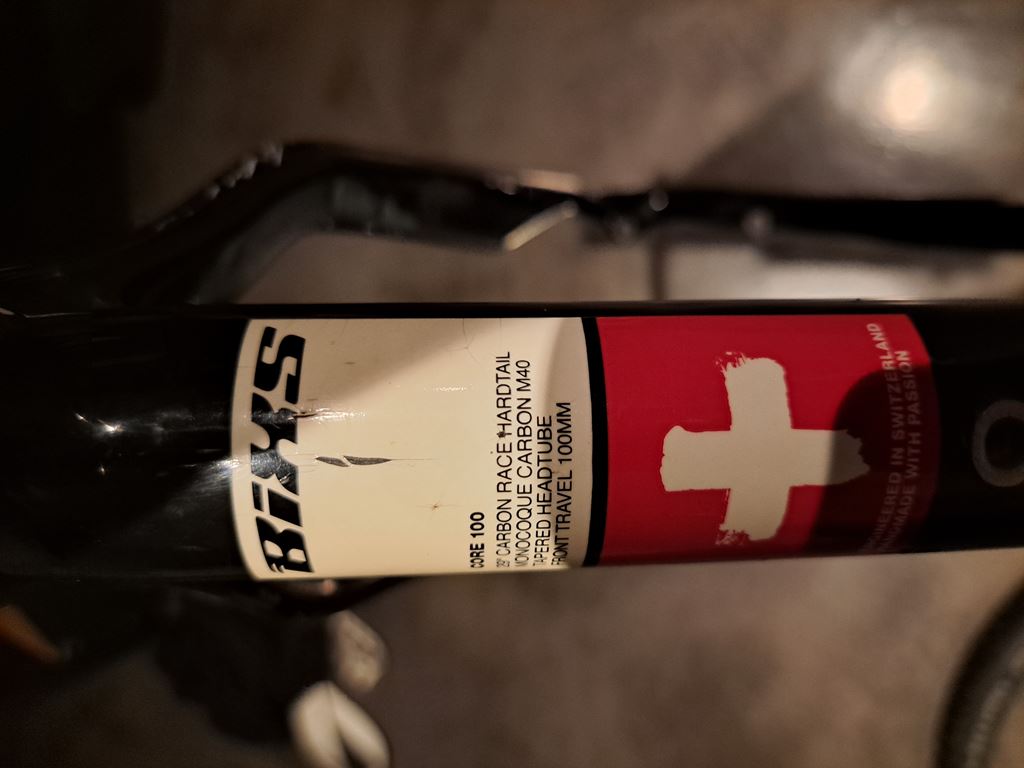 BiXS
CORE 100
29" CARBON RACE HARDTAIL
MONOCOQUE CARBON M40
TAPERED HEADTUBE
FRONT TRAVEL 100MM
ENGINEERED IN SWITZERLAND
HANDMADE WITH PASSION